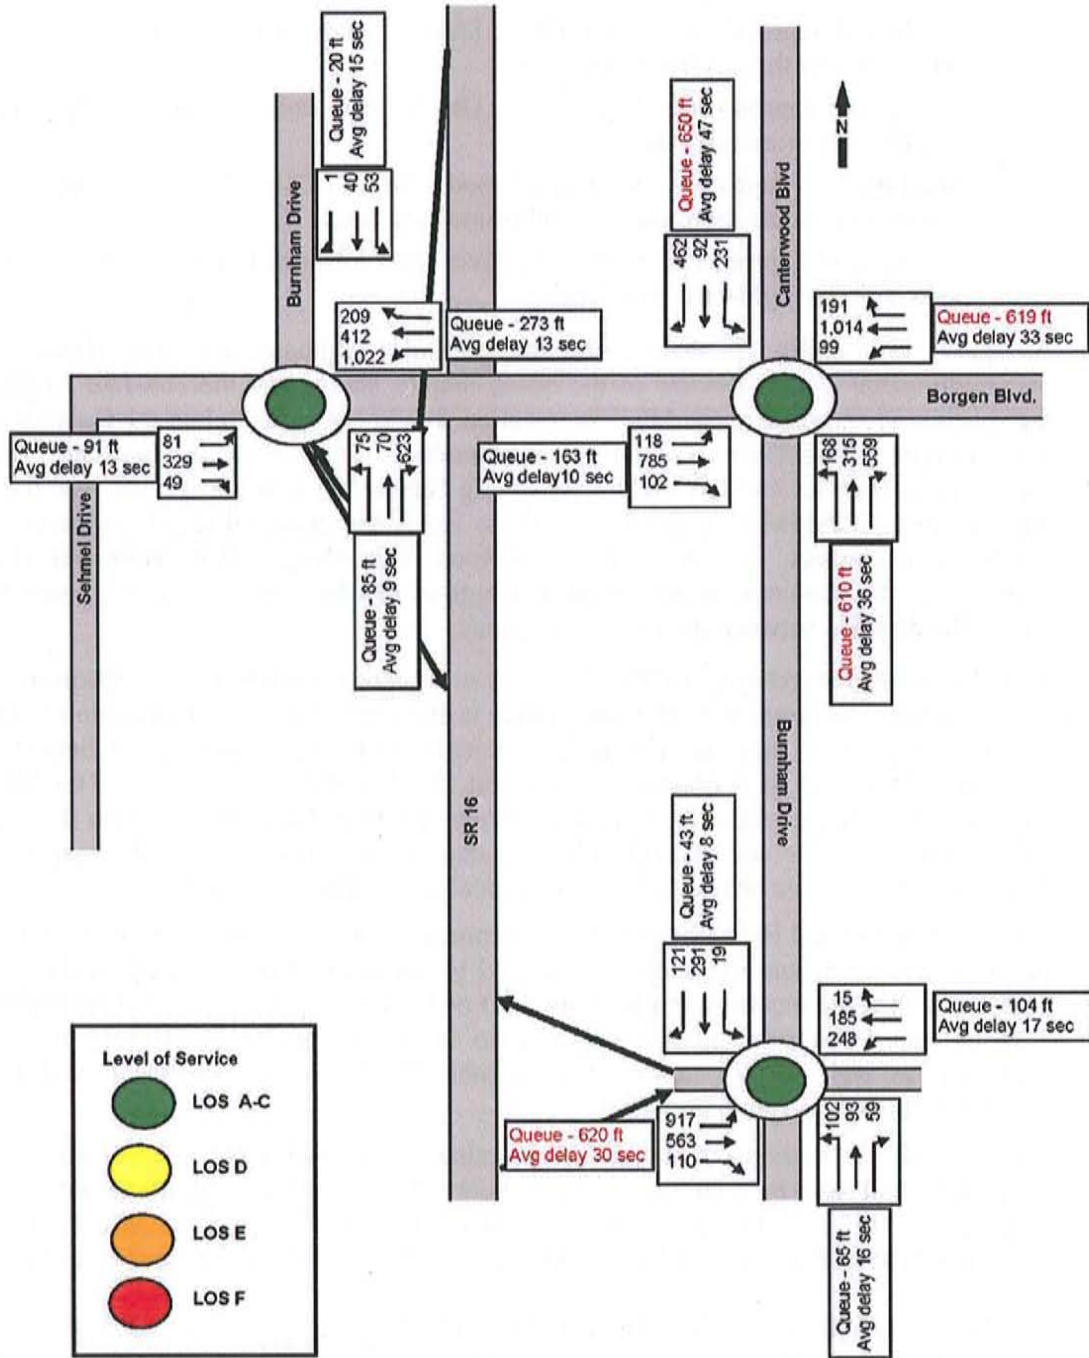 Queue - 20 ft
Avg delay 15 sec
1
40
53
Burnham Drive
Queue - 650 ft
Avg delay 47 sec
462
92
231
Canterwood Blvd
N
209
412
1,022
Queue - 273 ft
Avg delay 13 sec
191
1,014
99
Queue - 619 ft
Avg delay 33 sec
Borgen Blvd.
Queue - 91 ft
Avg delay 13 sec
81
329
49
Sehmel Drive
75
70
623
Queue - 85 ft
Avg delay 9 sec
Queue - 163 ft
Avg delay10 sec
118
785
102
168
315
559
Queue - 610 ft
Avg delay 36 sec
SR 16
Burnham Drive
Queue - 43 ft
Avg delay 8 sec
121
291
19
15
185
248
Queue - 104 ft
Avg delay 17 sec
Queue - 620 ft
Avg delay 30 sec
917
563
110
102
93
59
Queue - 65 ft
Avg delay 16 sec
Level of Service
LOS A-C
LOS D
LOS E
LOS F